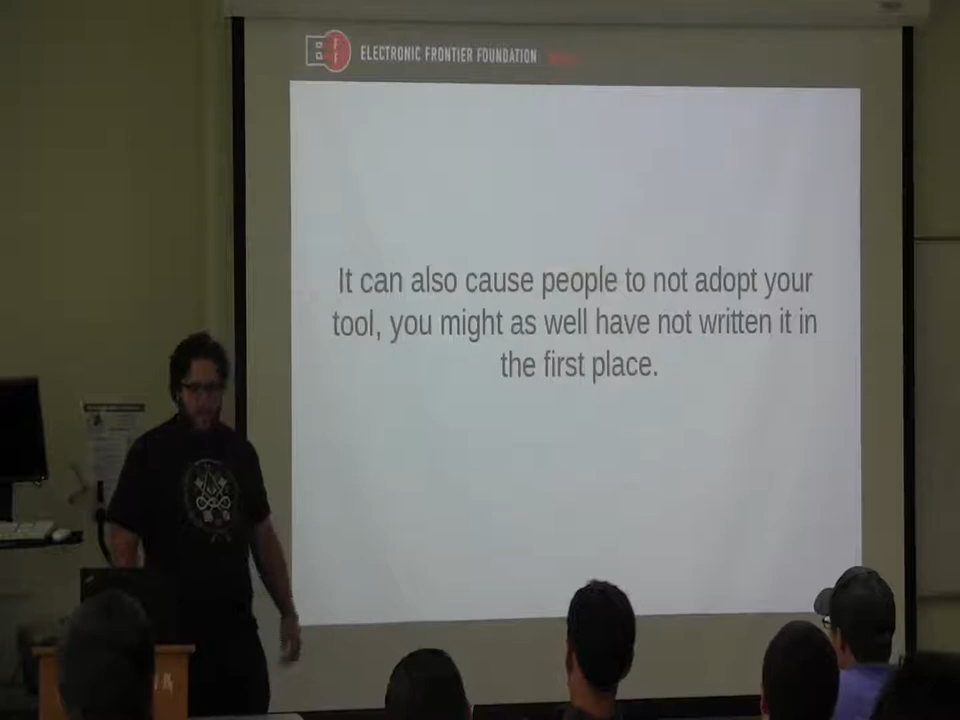 ELECTRONIC FRONTIER FOUNDATION
It can also cause people to not adopt your
tool, you might as well have not written it in
the first place.